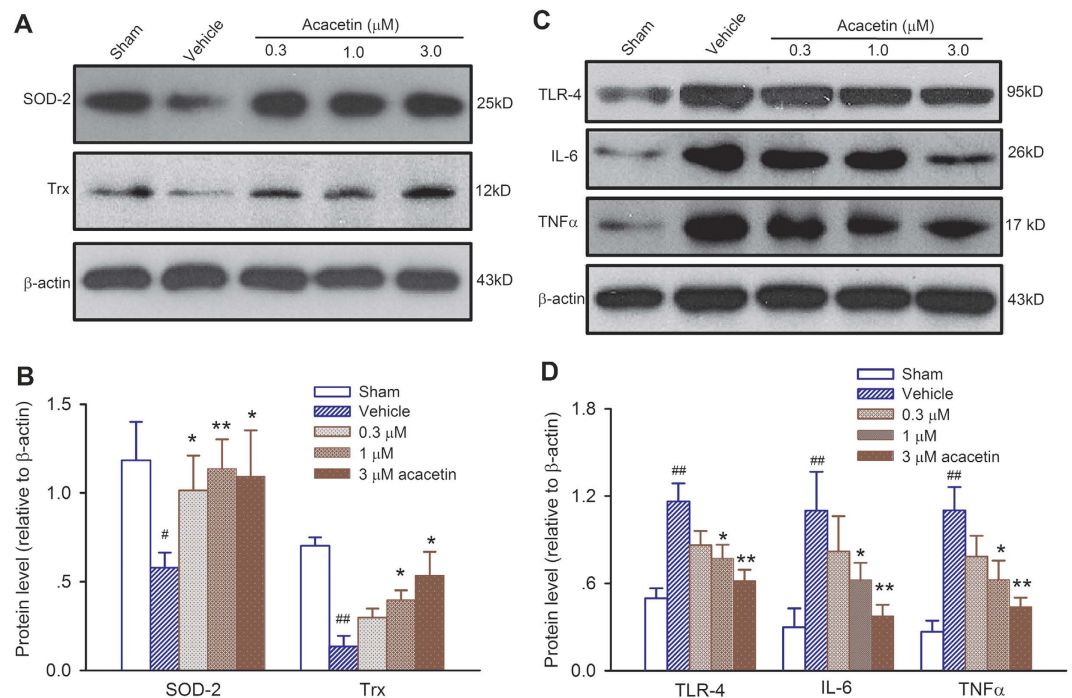 A
Sham
Vehicle
Acacetin (μM)
0.3 1.0 3.0
SOD-2 25kD
Trx 12kD
β-actin 43kD
B
Protein level (relative to β-actin)
1.5
1.0
.5
0.0
Sham
Vehicle
0.3 μM
1 μM
3 μM acacetin
# * ** *
## * *
SOD-2 Trx
C
Sham
Vehicle
Acacetin (μM)
0.3 1.0 3.0
TLR-4 95kD
IL-6 26kD
TNFα 17 kD
β-actin 43kD
D
Protein level (relative to β-actin)
1.8
1.2
.6
0.0
Sham
Vehicle
0.3 μM
1 μM
3 μM acacetin
## * **
## * **
## * **
TLR-4 IL-6 TNFα